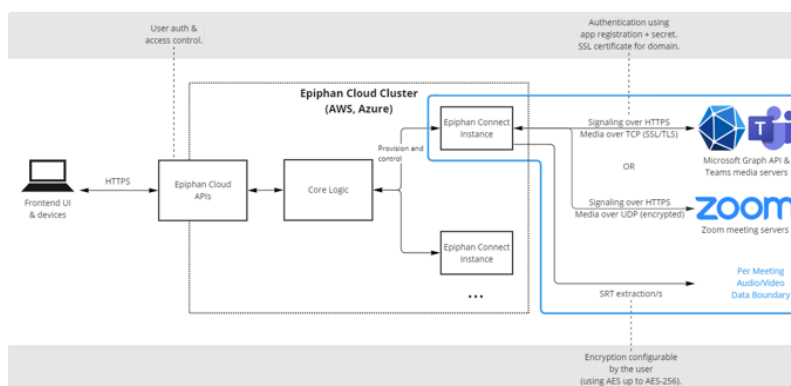 User auth &
access control.
Authentication using
app registration + secret.
SSL certificate for domain.
Epiphan Cloud Cluster
(AWS, Azure)
Epiphan Connect
Instance
Signaling over HTTPS
Media over TCP (SSL/TLS)
T
Microsoft Graph API &
Teams media servers
Provision and
control
OR
HTTPS
Frontend UI
& devices
Epiphan Cloud
APIs
Core Logic
Signaling over HTTPS
Media over UDP (encrypted)
zoom
Zoom meeting servers
Epiphan Connect
Instance
...
SRT extraction/s
Per Meeting
Audio/Video
Data Boundary
Encryption configurable
by the user
(using AES up to AES-256).